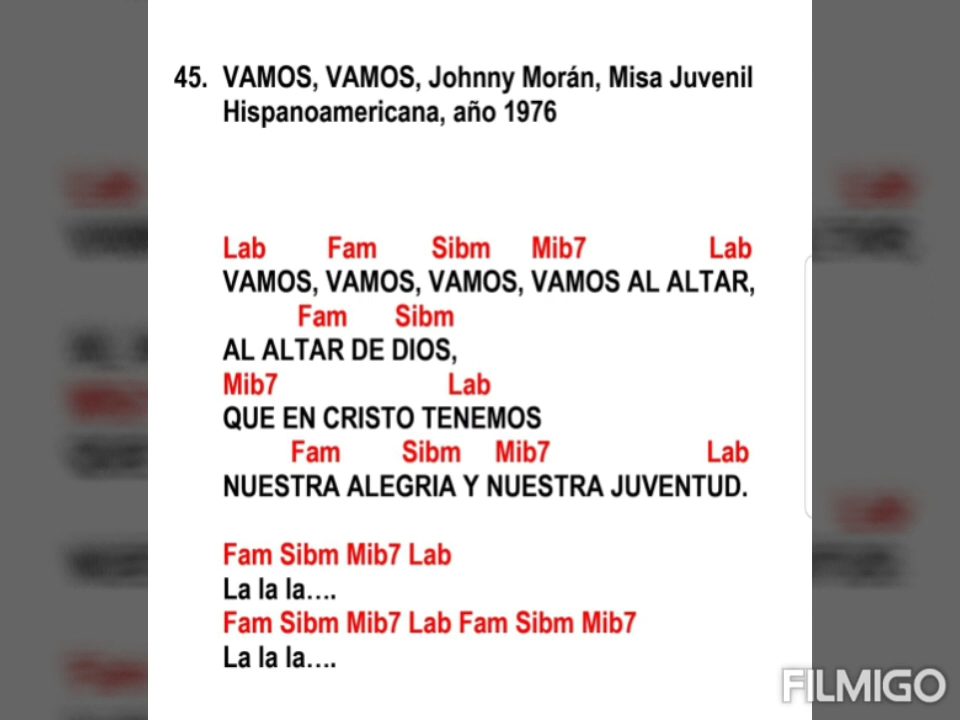 45. VAMOS, VAMOS, Johnny Morán, Misa Juvenil
Hispanoamericana, año 1976
Lab Fam Sibm Mib7 Lab
VAMOS, VAMOS, VAMOS, VAMOS AL ALTAR,
Fam Sibm
AL ALTAR DE DIOS,
Mib7 Lab
QUE EN CRISTO TENEMOS
Fam Sibm Mib7 Lab
NUESTRA ALEGRIA Y NUESTRA JUVENTUD.
Fam Sibm Mib7 Lab
La la la....
Fam Sibm Mib7 Lab Fam Sibm Mib7
La la la....
FILMIGO